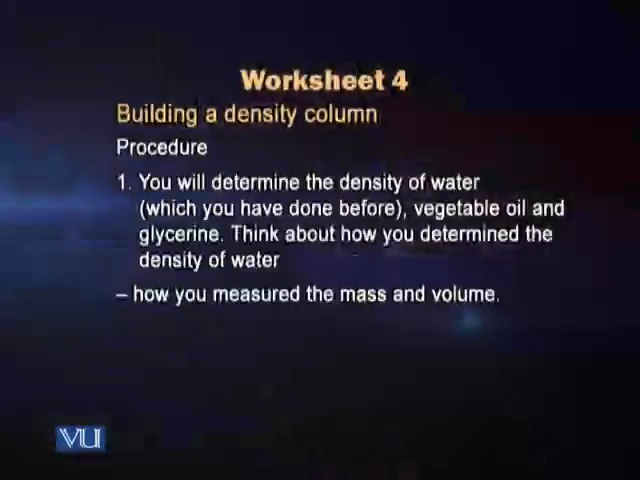 Worksheet 4
Building a density column
Procedure
1. You will determine the density of water
(which you have done before), vegetable oil and
glycerine. Think about how you determined the
density of water
– how you measured the mass and volume.
VU